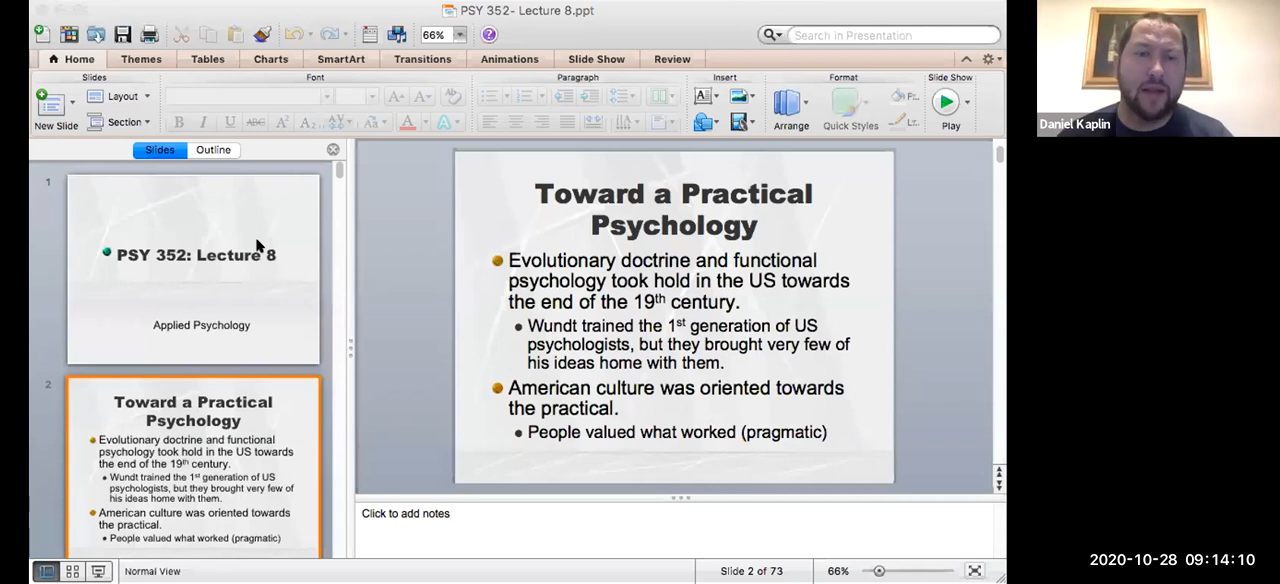 PSY 352- Lecture 8.ppt
66%
Search in Presentation
Home Themes Tables Charts SmartArt Transitions Animations Slide Show Review
Slides Font Paragraph Insert Format Slide Show
New Slide
Layout
Section
B I U ABC A² A₂ Aa A A
Arrange
Quick Styles
Play
Slides Outline
1
PSY 352: Lecture 8
Applied Psychology
2
Toward a Practical
Psychology
Evolutionary doctrine and functional
psychology took hold in the US towards
the end of the 19th century.
Wundt trained the 1st generation of US
psychologists, but they brought very few of
his ideas home with them.
American culture was oriented towards
the practical.
People valued what worked (pragmatic)
Toward a Practical
Psychology
Evolutionary doctrine and functional
psychology took hold in the US towards
the end of the 19th century.
Wundt trained the 1st generation of US
psychologists, but they brought very few of
his ideas home with them.
American culture was oriented towards
the practical.
People valued what worked (pragmatic)
Click to add notes
Normal View
Slide 2 of 73
66%
Daniel Kaplin
2020-10-28 09:14:10